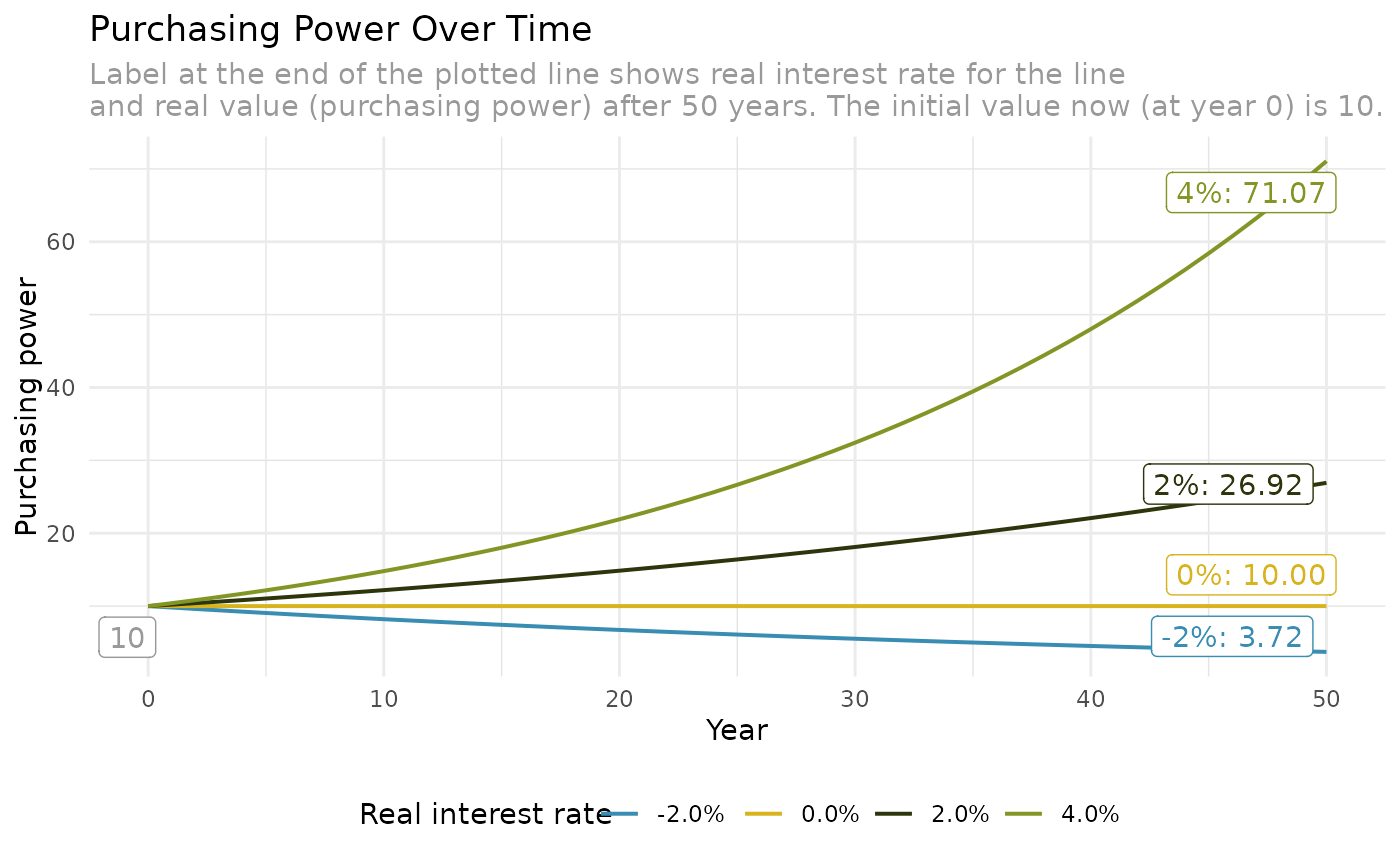 Purchasing Power Over Time
Label at the end of the plotted line shows real interest rate for the line
and real value (purchasing power) after 50 years. The initial value now (at year 0) is 10.
Purchasing power
60
40
20
4%: 71.07
2%: 26.92
0%: 10.00
-2%: 3.72
10
0 10 20 30 40 50
Year
Real interest rate -2.0% 0.0% 2.0% 4.0%